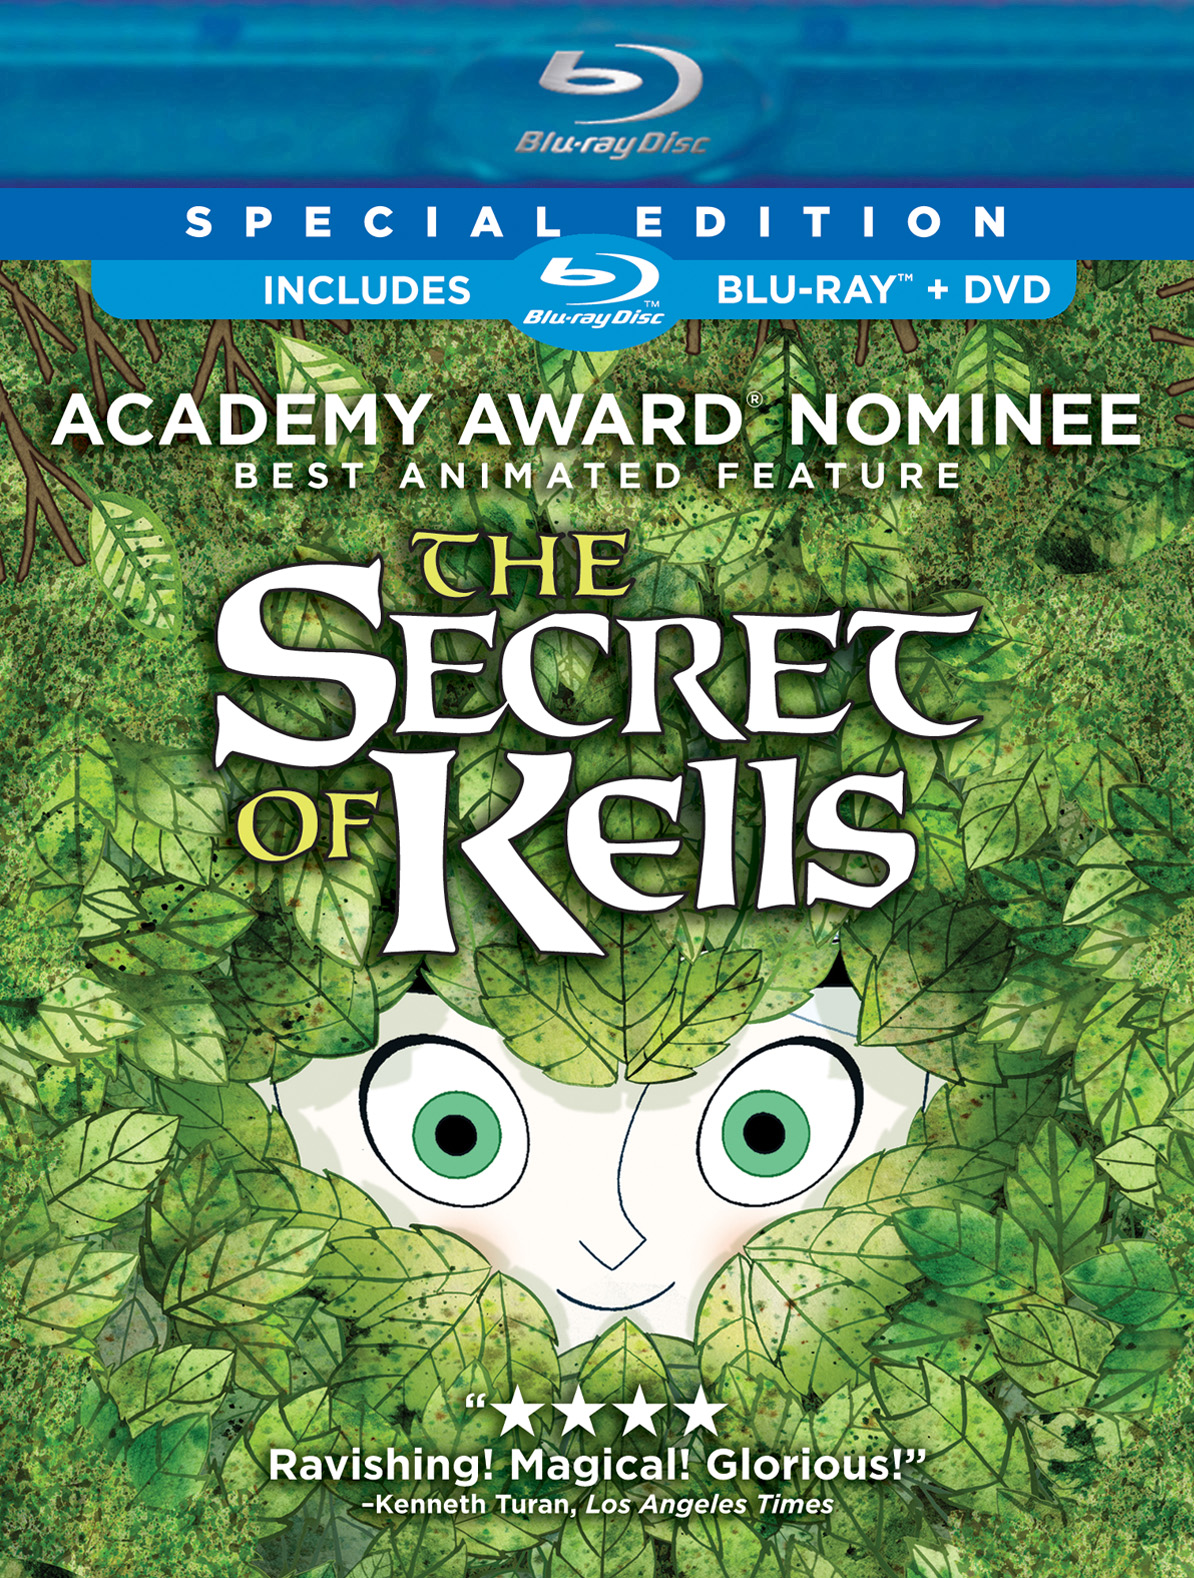 Blu-ray Disc
SPECIAL EDITION
INCLUDES Blu-ray Disc™ BLU-RAY™ + DVD
ACADEMY AWARD® NOMINEE
BEST ANIMATED FEATURE
THE
SECRET
OF KELLS
“★★★★
Ravishing! Magical! Glorious!”
–Kenneth Turan, Los Angeles Times